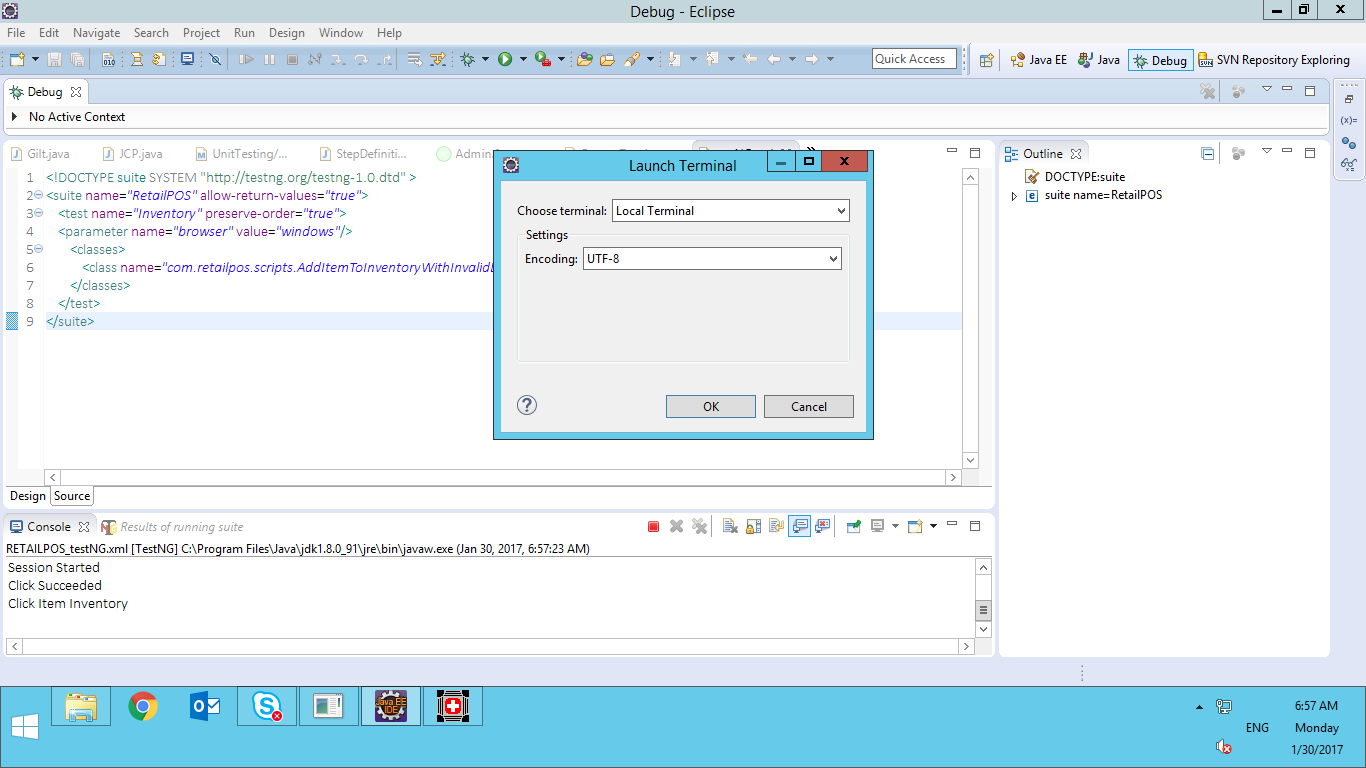 Debug - Eclipse
File Edit Navigate Search Project Run Design Window Help
Quick Access Java EE Java Debug SVN Repository Exploring
Debug
No Active Context
Gilt.java JCP.java UnitTesting/... StepDefiniti...
1 <!DOCTYPE suite SYSTEM "http://testng.org/testng-1.0.dtd" >
2 <suite name="RetailPOS" allow-return-values="true">
3 <test name="Inventory" preserve-order="true">
4 <parameter name="browser" value="windows"/>
5 <classes>
6 <class name="com.retailpos.scripts.AddItemToInventoryWithInvalid
7 </classes>
8 </test>
9 </suite>
Design Source
Launch Terminal
Choose terminal: Local Terminal
Settings
Encoding: UTF-8
OK Cancel
Outline
DOCTYPE:suite
suite name=RetailPOS
Console Results of running suite
RETAILPOS_testNG.xml [TestNG] C:\Program Files\Java\jdk1.8.0_91\jre\bin\javaw.exe (Jan 30, 2017, 6:57:23 AM)
Session Started
Click Succeeded
Click Item Inventory
Java EE
IDE
ENG
6:57 AM
Monday
1/30/2017